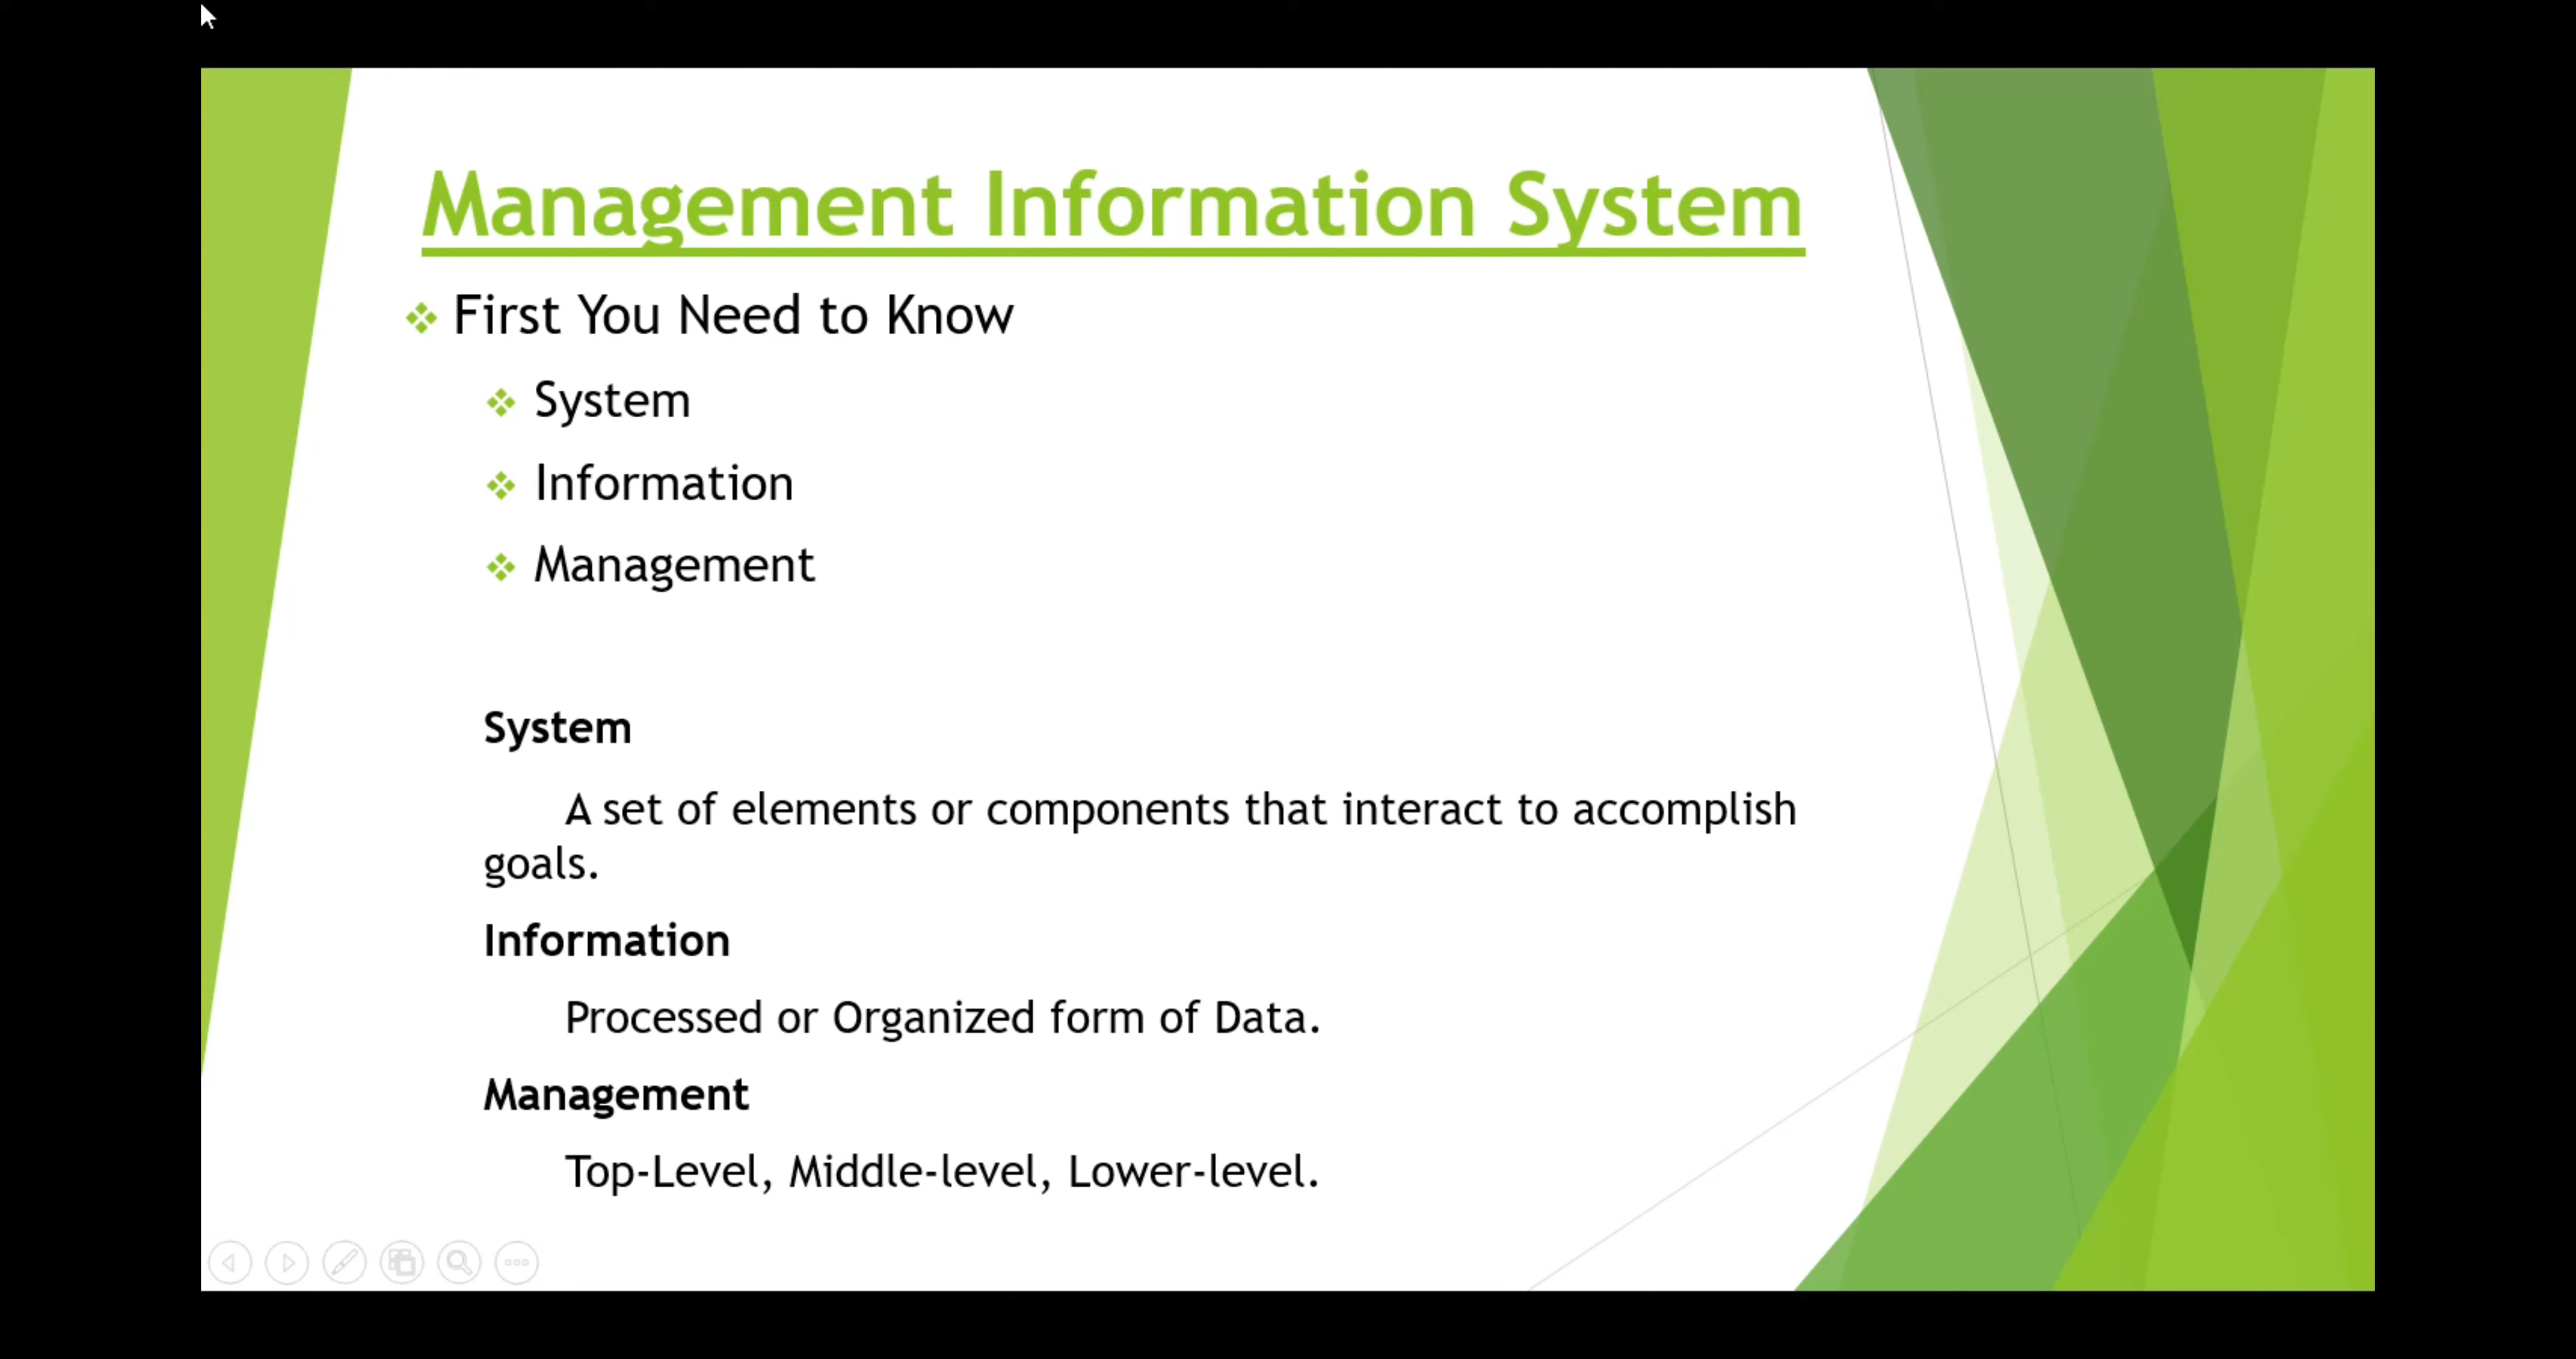 Management Information System
First You Need to Know
System
Information
Management
System
A set of elements or components that interact to accomplish
goals.
Information
Processed or Organized form of Data.
Management
Top-Level, Middle-level, Lower-level.